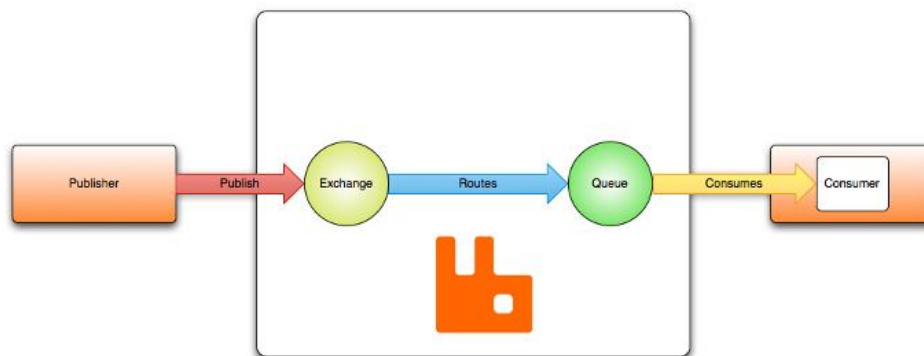 Publisher
Publish
Exchange
Routes
Queue
Consumes
Consumer